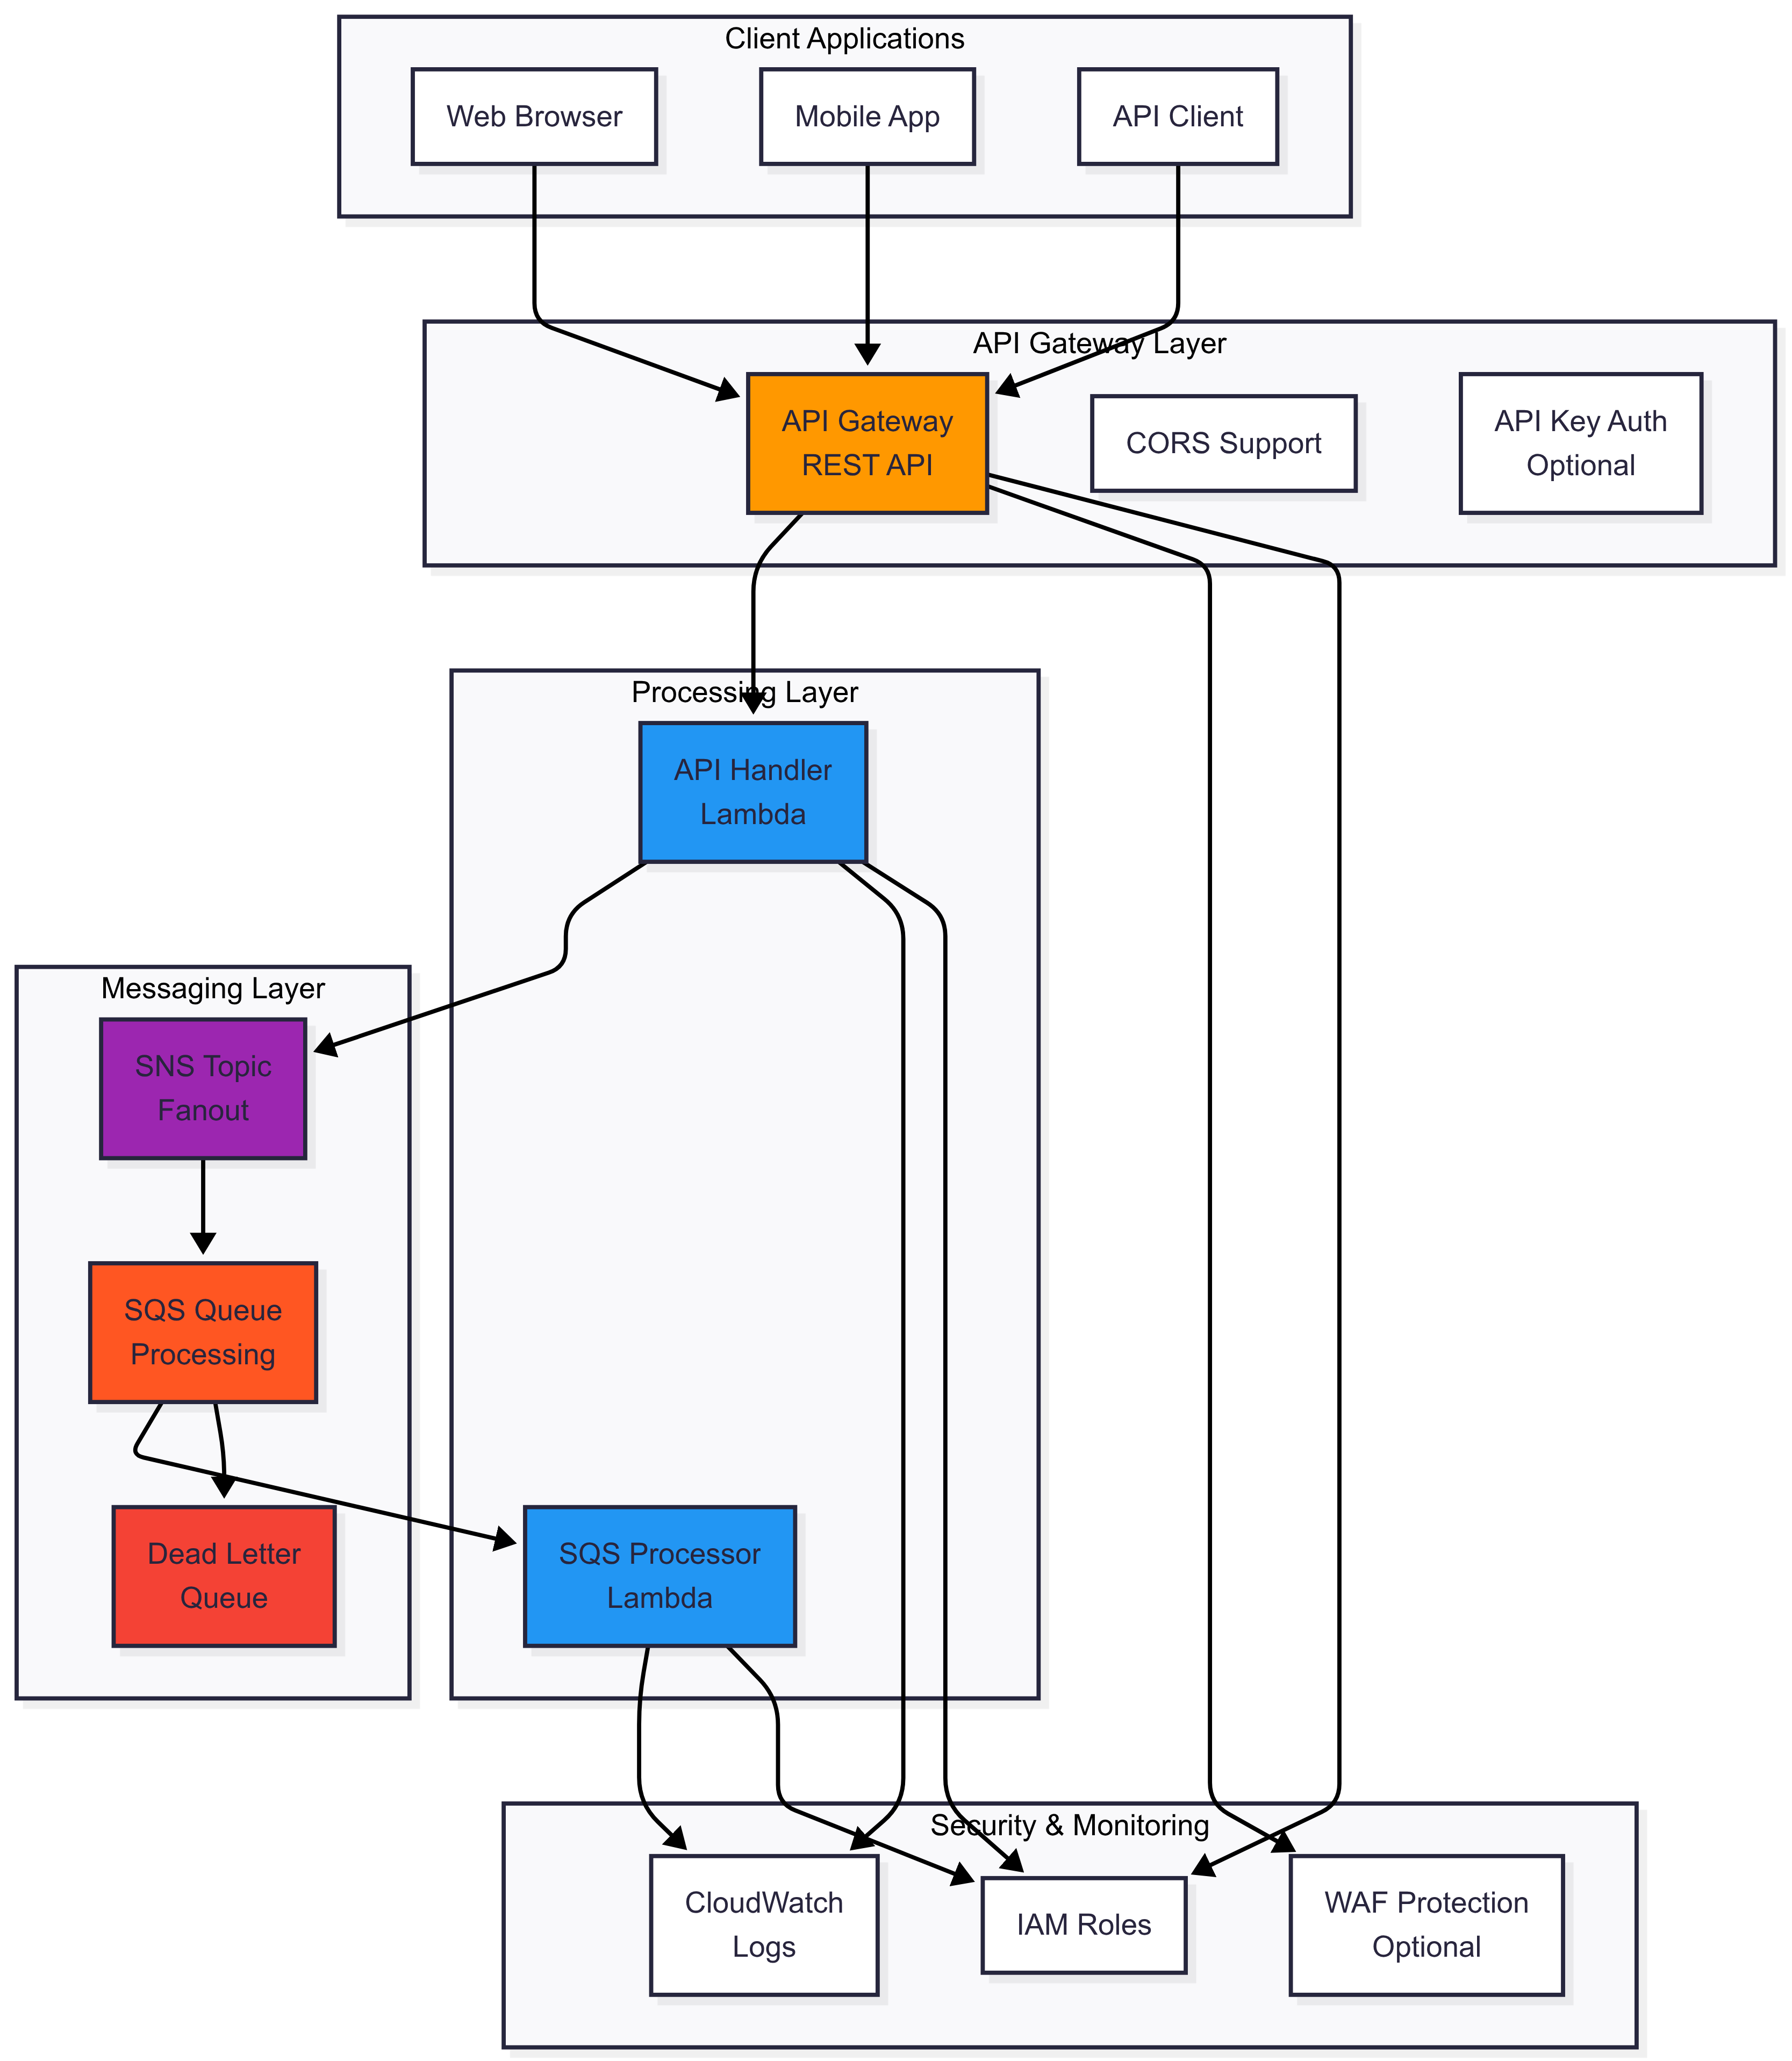 Client Applications
Web Browser
Mobile App
API Client
API Gateway Layer
API Gateway
REST API
CORS Support
API Key Auth
Optional
Processing Layer
API Handler
Lambda
Messaging Layer
SNS Topic
Fanout
SQS Queue
Processing
Dead Letter
Queue
SQS Processor
Lambda
Security & Monitoring
CloudWatch
Logs
IAM Roles
WAF Protection
Optional